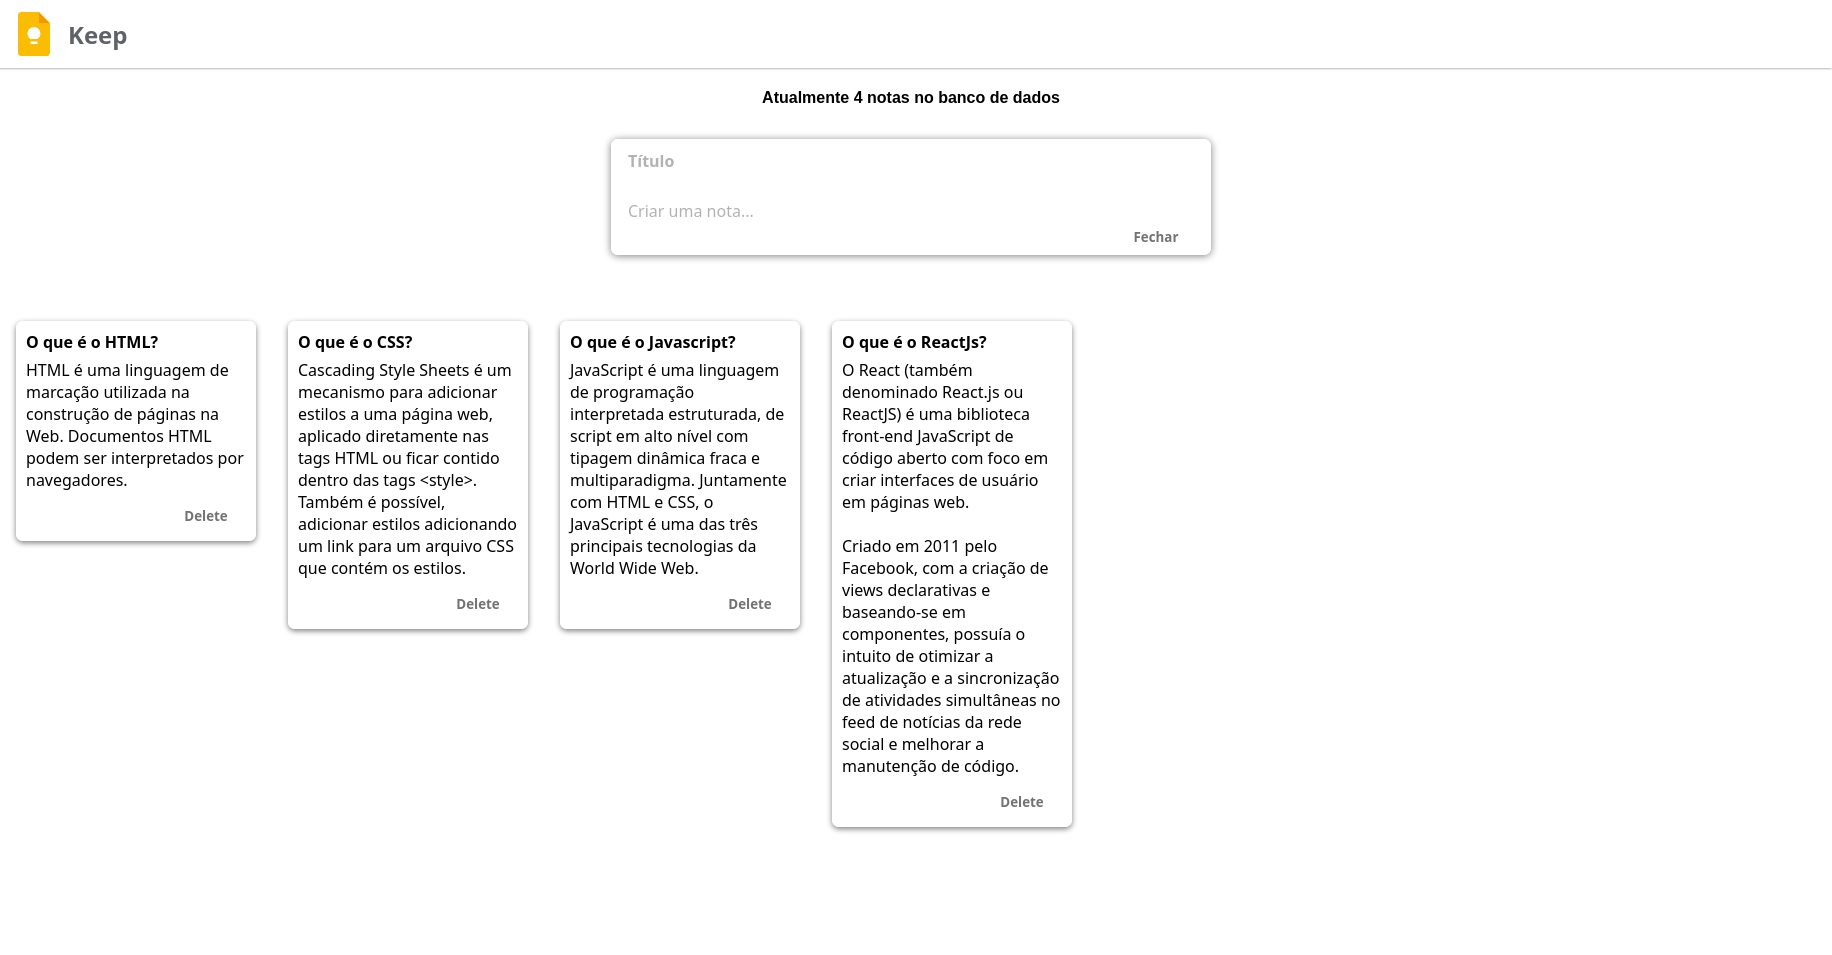 Keep
Atualmente 4 notas no banco de dados
Título
Criar uma nota...
Fechar
O que é o HTML?
HTML é uma linguagem de
marcação utilizada na
construção de páginas na
Web. Documentos HTML
podem ser interpretados por
navegadores.
Delete
O que é o CSS?
Cascading Style Sheets é um
mecanismo para adicionar
estilos a uma página web,
aplicado diretamente nas
tags HTML ou ficar contido
dentro das tags <style>.
Também é possível,
adicionar estilos adicionando
um link para um arquivo CSS
que contém os estilos.
Delete
O que é o Javascript?
JavaScript é uma linguagem
de programação
interpretada estruturada, de
script em alto nível com
tipagem dinâmica fraca e
multiparadigma. Juntamente
com HTML e CSS, o
JavaScript é uma das três
principais tecnologias da
World Wide Web.
Delete
O que é o ReactJs?
O React (também
denominado React.js ou
ReactJS) é uma biblioteca
front-end JavaScript de
código aberto com foco em
criar interfaces de usuário
em páginas web.
Criado em 2011 pelo
Facebook, com a criação de
views declarativas e
baseando-se em
componentes, possuía o
intuito de otimizar a
atualização e a sincronização
de atividades simultâneas no
feed de notícias da rede
social e melhorar a
manutenção de código.
Delete